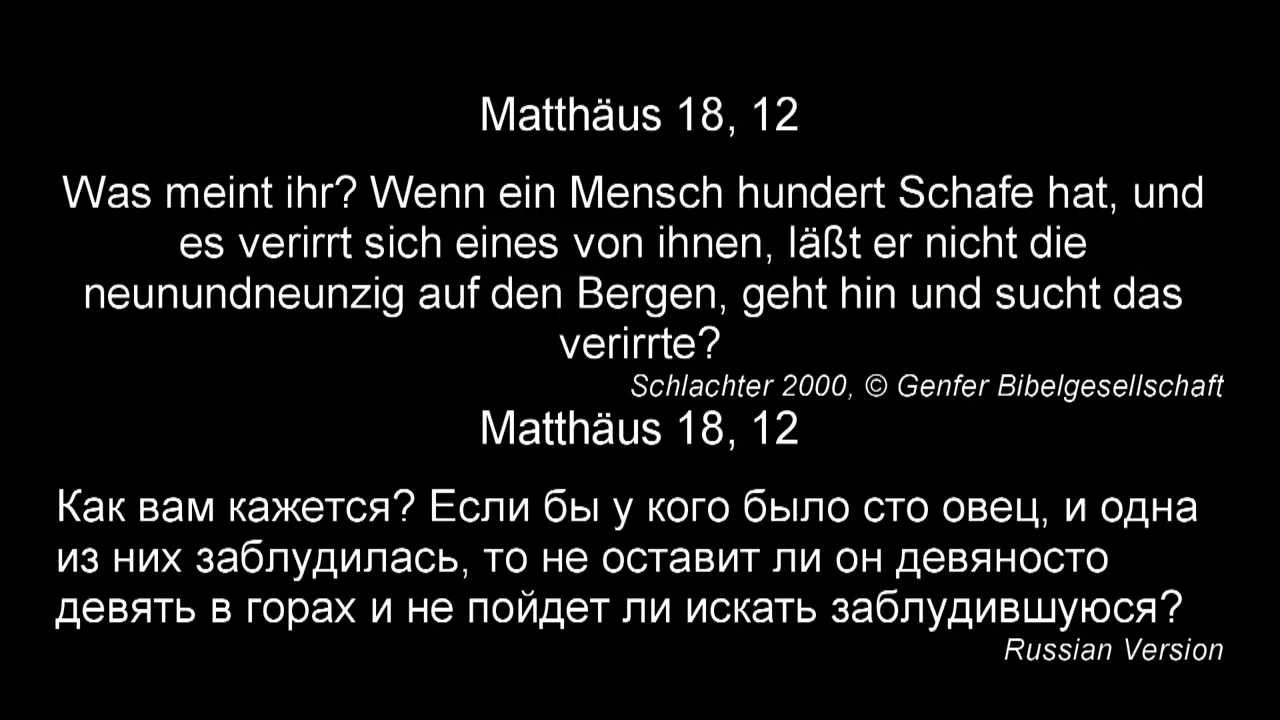 Matthäus 18, 12
Was meint ihr? Wenn ein Mensch hundert Schafe hat, und
es verirrt sich eines von ihnen, läßt er nicht die
neunundneunzig auf den Bergen, geht hin und sucht das
verirrte?
Schlachter 2000, © Genfer Bibelgesellschaft
Matthäus 18, 12
Как вам кажется? Если бы у кого было сто овец, и одна
из них заблудилась, то не оставит ли он девяносто
девять в горах и не пойдет ли искать заблудившуюся?
Russian Version